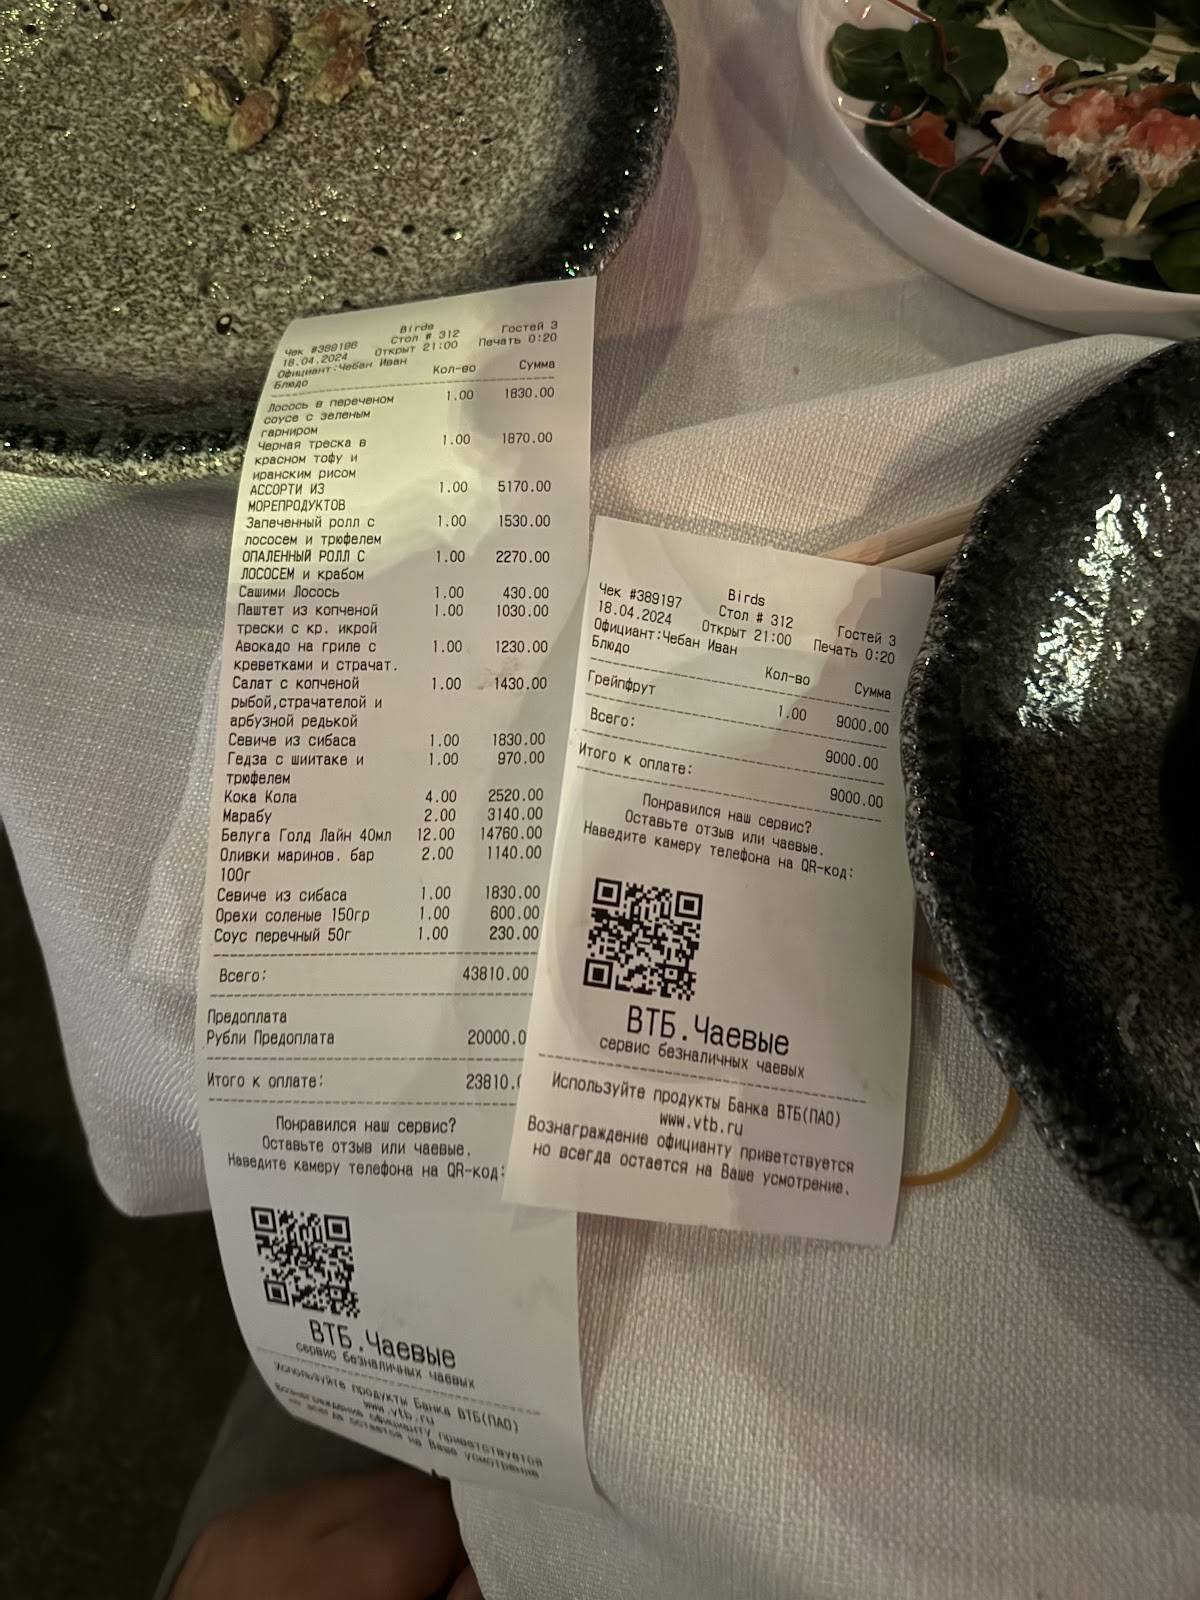 Birds
Чек #389196 Стол # 312 Гостей 3
18.04.2024 Открыт 21:00 Печать 0:20
Официант:Чебан Иван
Блюдо Кол-во Сумма
Лосось в перечном 1.00 1830.00
соусе с зеленым
гарниром
Черная треска в 1.00 1870.00
красном тофу и
иранским рисом
АССОРТИ ИЗ 1.00 5170.00
МОРЕПРОДУКТОВ
Запеченный ролл с 1.00 1530.00
лососем и трюфелем
ОПАЛЕННЫЙ РОЛЛ С 1.00 2270.00
ЛОСОСЕМ и крабом
Сашими Лосось 1.00 430.00
Паштет из копченой 1.00 1030.00
трески с кр. икрой
Авокадо на гриле с 1.00 1230.00
креветками и страчат.
Салат с копченой 1.00 1430.00
рыбой,страчателой и
арбузной редькой
Севиче из сибаса 1.00 1830.00
Гедза с шиитаке и 1.00 970.00
трюфелем
Кока Кола 4.00 2520.00
Марабу 2.00 3140.00
Белуга Голд Лайн 40мл 12.00 14760.00
Оливки маринов. бар 2.00 1140.00
100г
Севиче из сибаса 1.00 1830.00
Орехи соленые 150гр 1.00 600.00
Соус перечный 50г 1.00 230.00
Всего: 43810.00
Предоплата
Рубли Предоплата 20000.0
Итого к оплате: 23810.
Понравился наш сервис?
Оставьте отзыв или чаевые.
Наведите камеру телефона на QR-код:
ВТБ.Чаевые
сервис безналичных чаевых
Используйте продукты Банка ВТБ(ПАО)
www.vtb.ru
Вознаграждение официанту приветствуется
но всегда остается на Ваше усмотрение
Birds
Чек #389197 Стол # 312 Гостей 3
18.04.2024 Открыт 21:00 Печать 0:20
Официант:Чебан Иван
Блюдо Кол-во Сумма
Грейпфрут 1.00 9000.00
Всего: 9000.00
Итого к оплате: 9000.00
Понравился наш сервис?
Оставьте отзыв или чаевые.
Наведите камеру телефона на QR-код:
ВТБ.Чаевые
сервис безналичных чаевых
Используйте продукты Банка ВТБ(ПАО)
www.vtb.ru
Вознаграждение официанту приветствуется
но всегда остается на Ваше усмотрение.